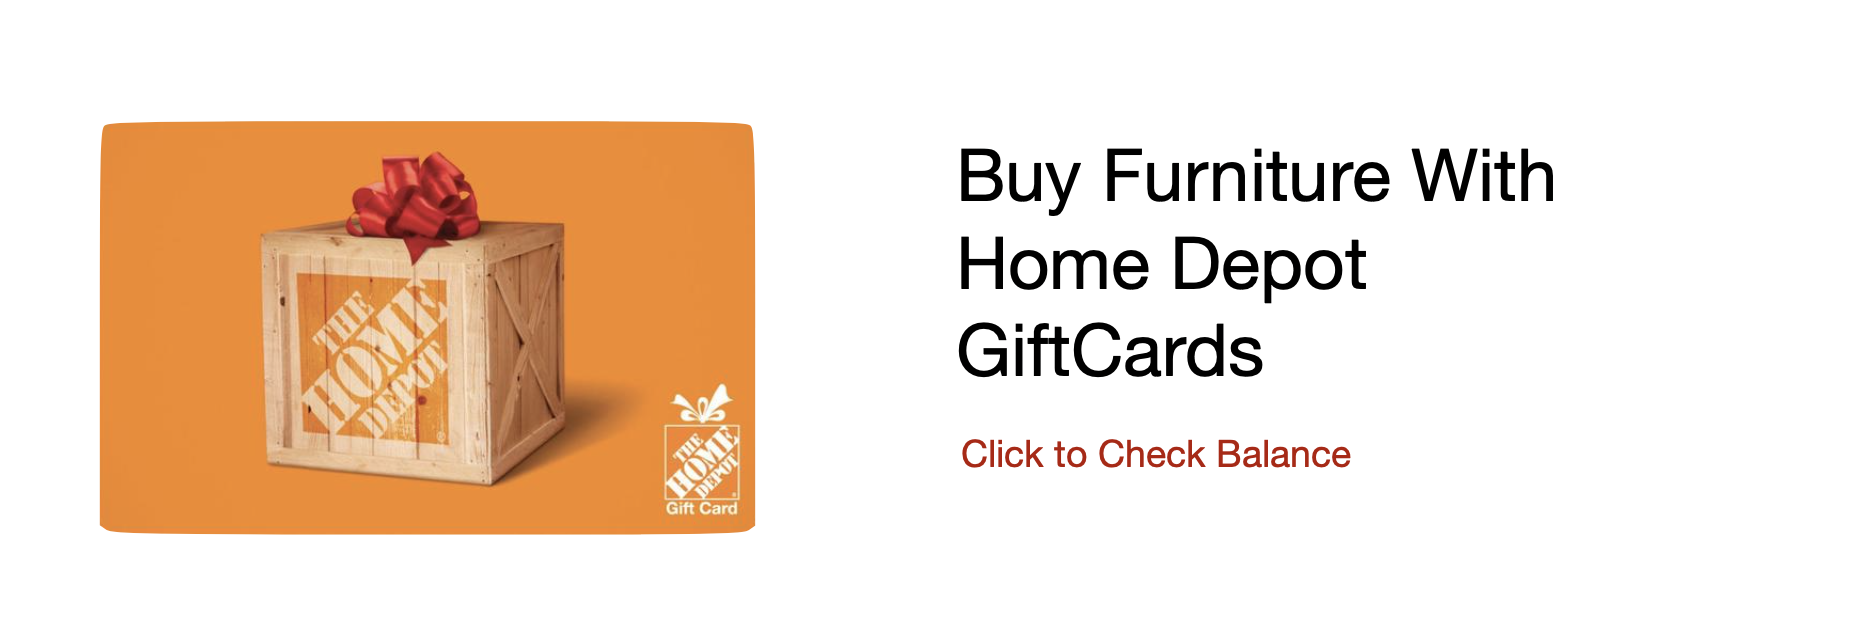 THE
HOME
DEPOT
THE
HOME
DEPOT
Gift Card
Buy Furniture With
Home Depot
GiftCards
Click to Check Balance